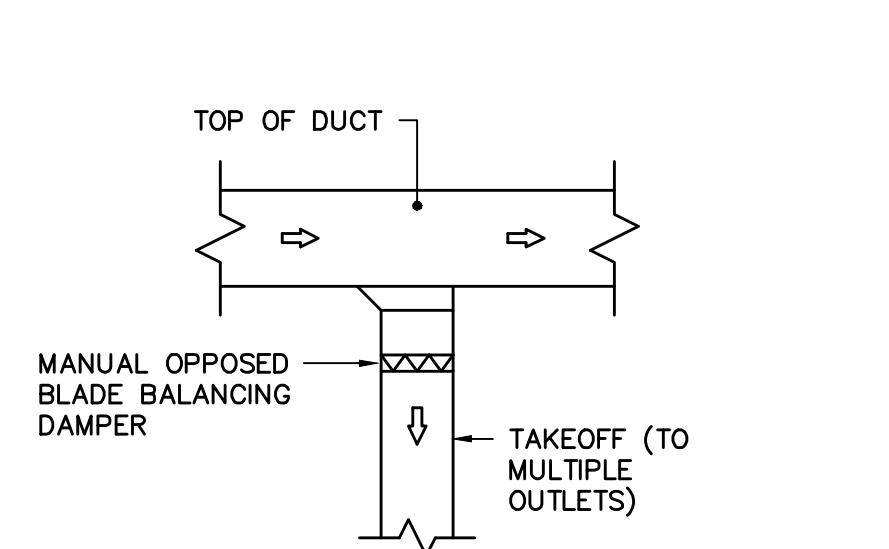 TOP OF DUCT
MANUAL OPPOSED
BLADE BALANCING
DAMPER
TAKEOFF (TO
MULTIPLE
OUTLETS)